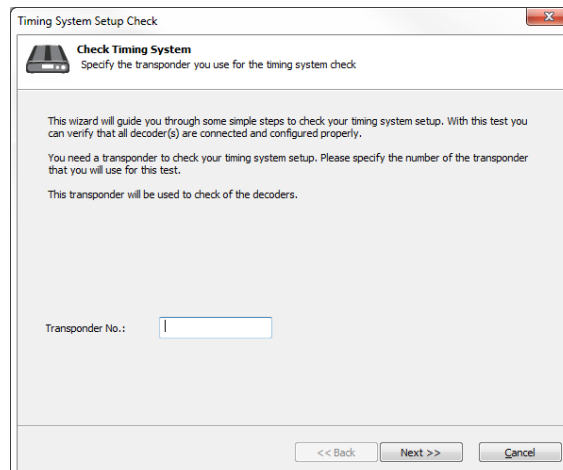 Timing System Setup Check
Check Timing System
Specify the transponder you use for the timing system check
This wizard will guide you through some simple steps to check your timing system setup. With this test you
can verify that all decoder(s) are connected and configured properly.
You need a transponder to check your timing system setup. Please specify the number of the transponder
that you will use for this test.
This transponder will be used to check of the decoders.
Transponder No.:
<< Back Next >> Cancel